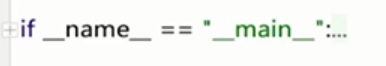 if __name__ == "__main__":...